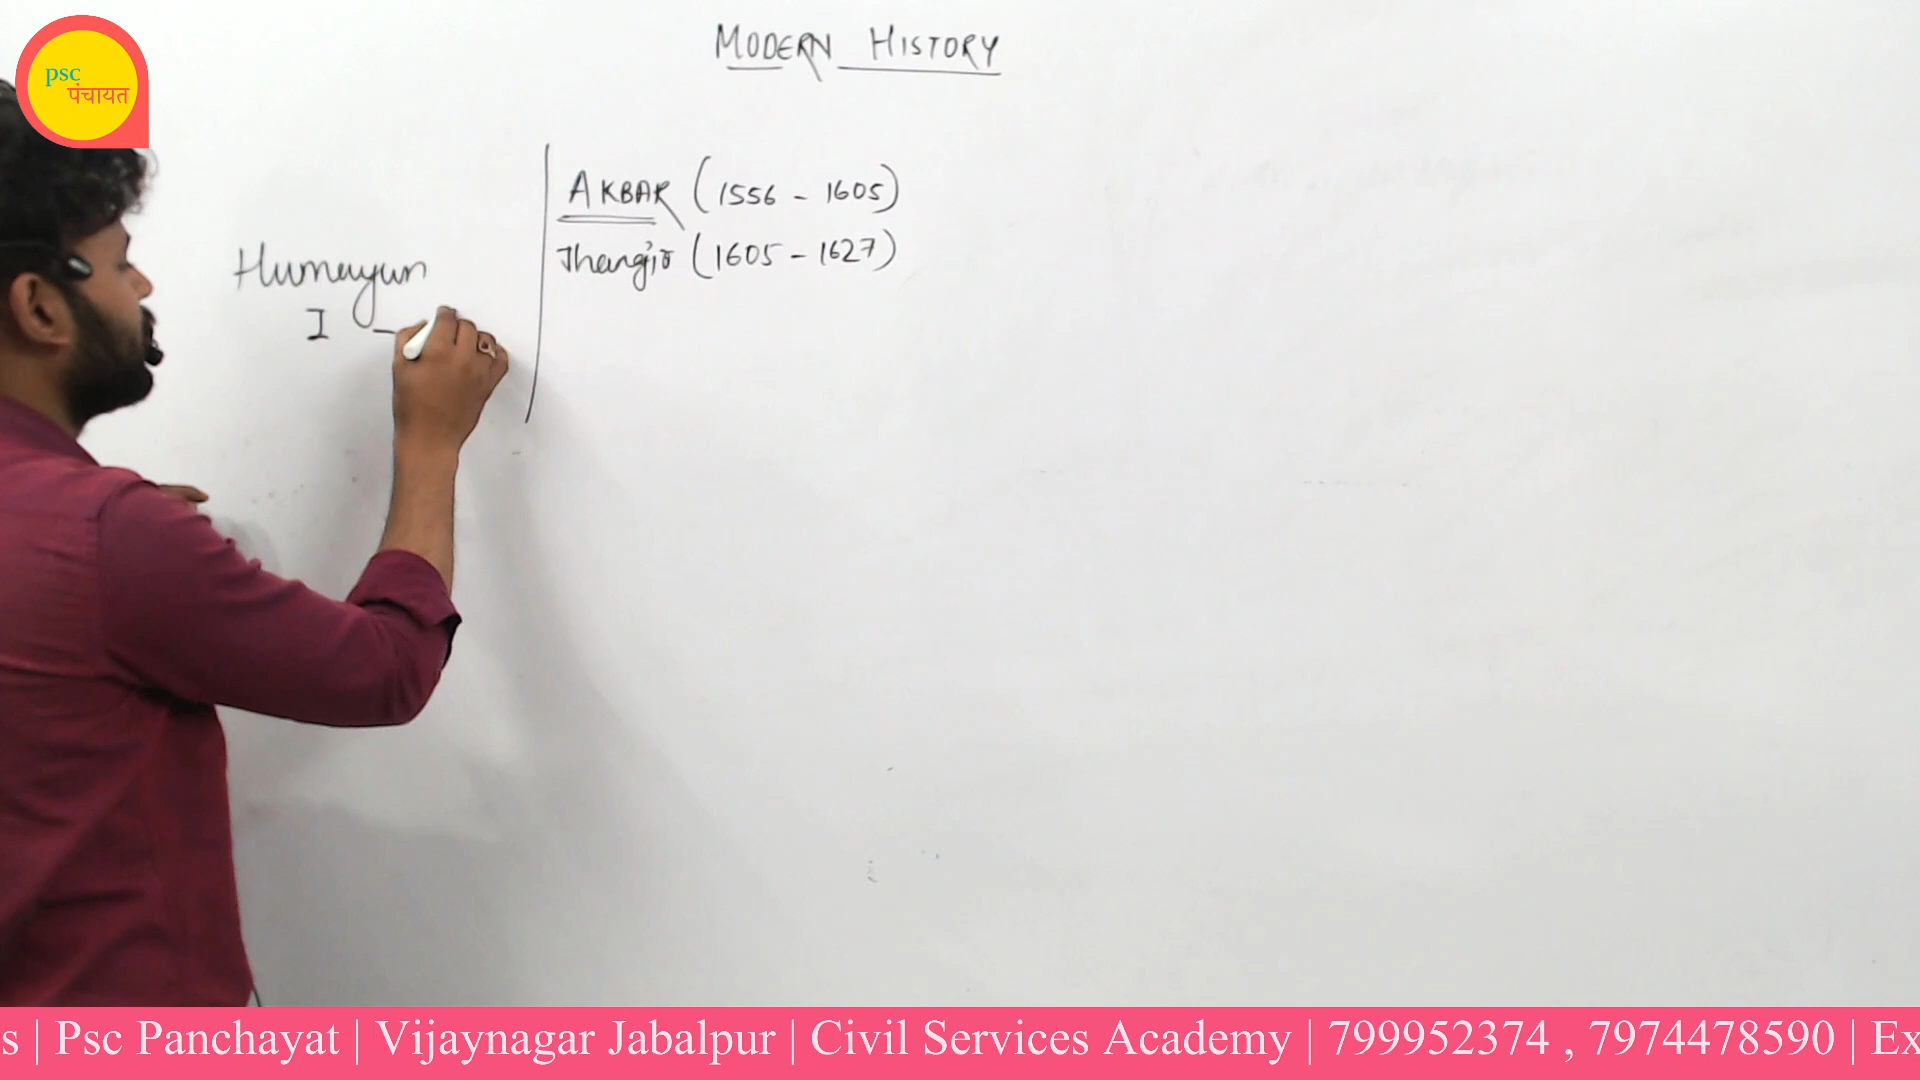 psc
पंचायत
MODERN HISTORY
AKBAR (1556 - 1605)
Jhangir (1605 - 1627)
Humayun
I -
s | Psc Panchayat | Vijaynagar Jabalpur | Civil Services Academy | 799952374 , 7974478590 | Ex